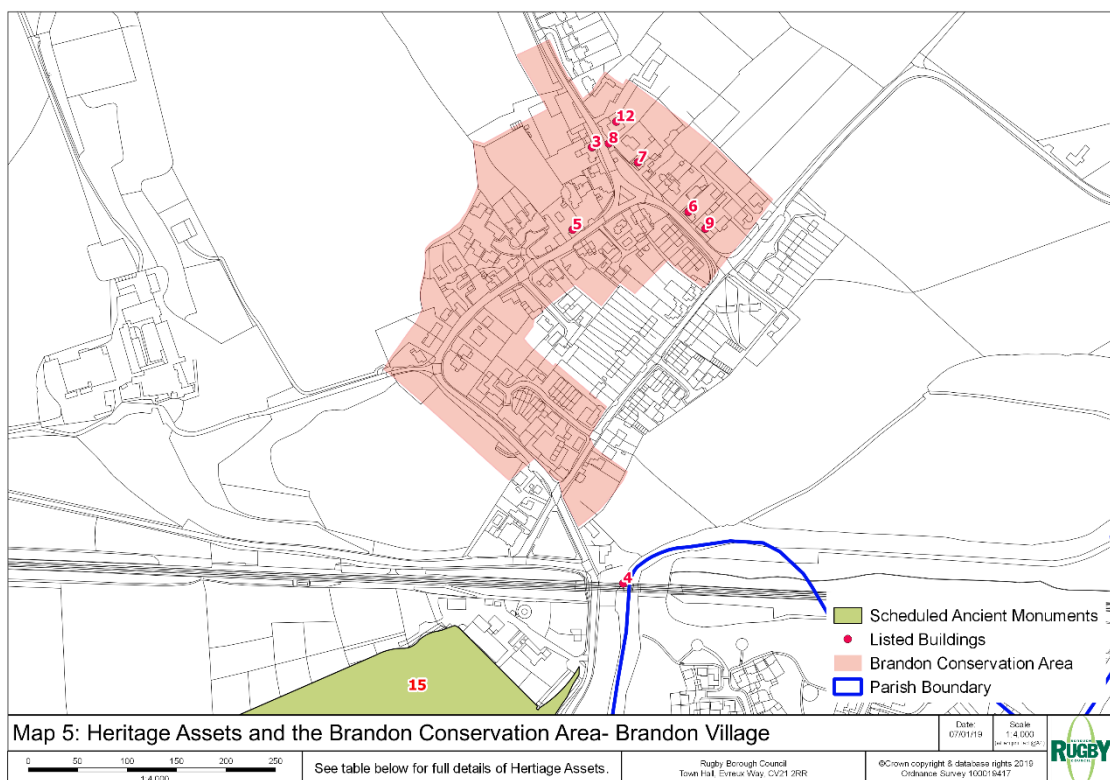 12
8
3
7
6
9
5
4
15
Scheduled Ancient Monuments
Listed Buildings
Brandon Conservation Area
Parish Boundary
Map 5: Heritage Assets and the Brandon Conservation Area- Brandon Village
Date:
07/01/19
Scale
1:4,000
RUGBY
0 50 100 150 200 250
1:4,000
See table below for full details of Hertiage Assets.
Rugby Borough Council
Town Hall, Evreux Way, CV21 2RR
©Crown copyright & database rights 2019
Ordnance Survey 100019417